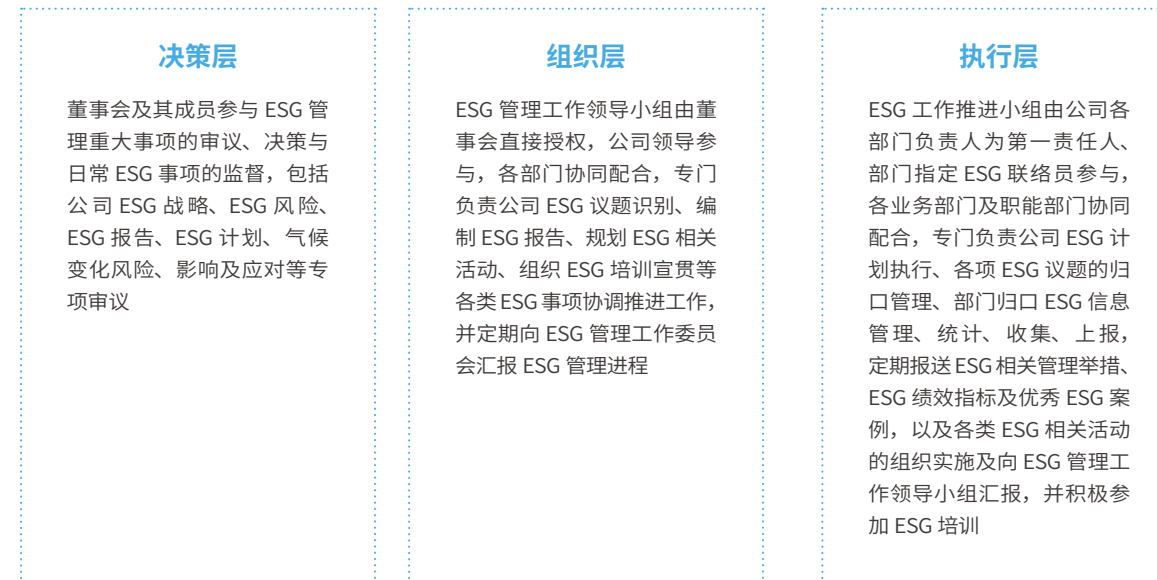 决策层
董事会及其成员参与 ESG 管
理重大事项的审议、决策与
日常 ESG 事项的监督，包括
公司 ESG 战略、ESG 风险、
ESG 报告、ESG 计划、气候
变化风险、影响及应对等专
项审议
组织层
ESG 管理工作领导小组由董
事会直接授权，公司领导参
与，各部门协同配合，专门
负责公司 ESG 议题识别、编
制 ESG 报告、规划 ESG 相关
活动、组织 ESG 培训宣贯等
各类 ESG 事项协调推进工作，
并定期向 ESG 管理工作委员
会汇报 ESG 管理进程
执行层
ESG 工作推进小组由公司各
部门负责人为第一责任人、
部门指定 ESG 联络员参与，
各业务部门及职能部门协同
配合，专门负责公司 ESG 计
划执行、各项 ESG 议题的归
口管理、部门归口 ESG 信息
管理、统计、收集、上报，
定期报送 ESG 相关管理举措、
ESG 绩效指标及优秀 ESG 案
例，以及各类 ESG 相关活动
的组织实施及向 ESG 管理工
作领导小组汇报，并积极参
加 ESG 培训